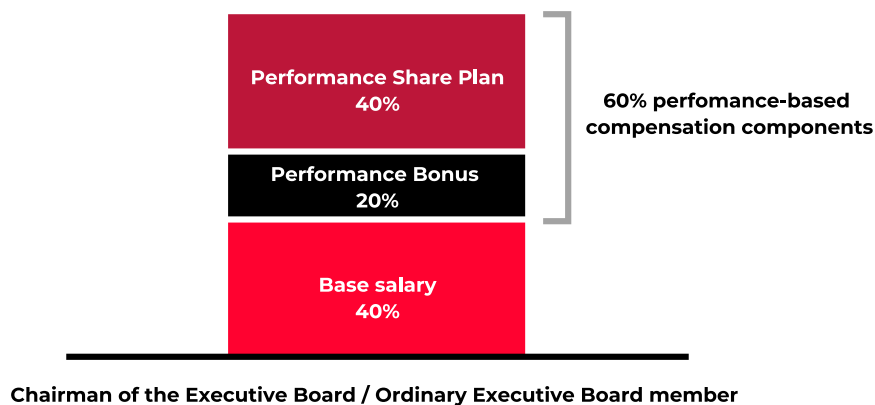 Performance Share Plan
40%
60% perfomance-based
compensation components
Performance Bonus
20%
Base salary
40%
Chairman of the Executive Board / Ordinary Executive Board member